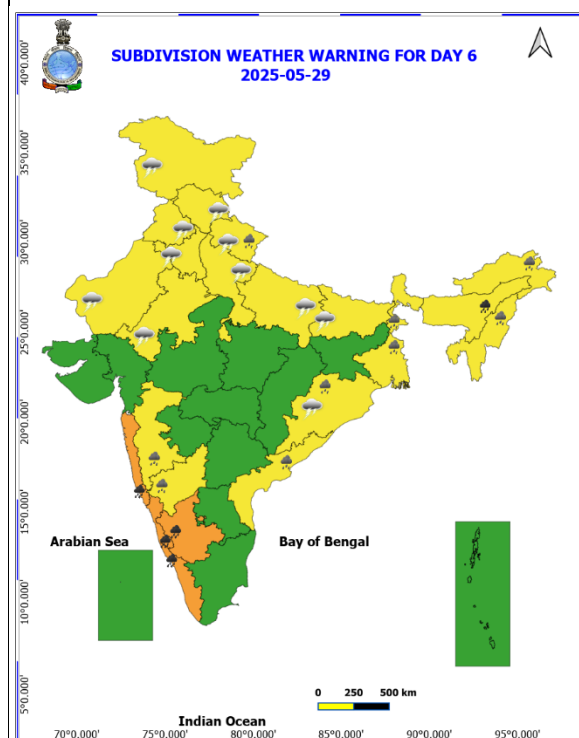 SUBDIVISION WEATHER WARNING FOR DAY 6
2025-05-29
40°0.000'
35°0.000'
30°0.000'
25°0.000'
20°0.000'
15°0.000'
10°0.000'
5°0.000'
Arabian Sea
Bay of Bengal
0 250 500 km
Indian Ocean
70°0.000' 75°0.000' 80°0.000' 85°0.000' 90°0.000' 95°0.000'